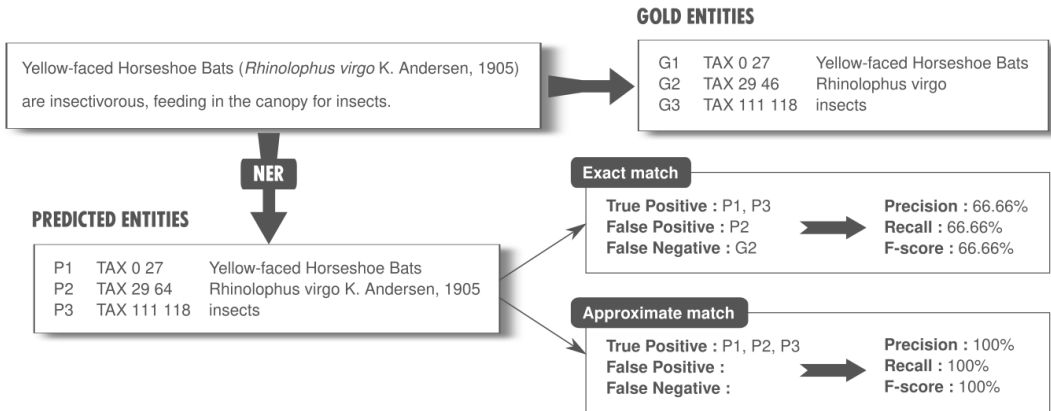 GOLD ENTITIES
Yellow-faced Horseshoe Bats (Rhinolophus virgo K. Andersen, 1905)
are insectivorous, feeding in the canopy for insects.
G1 TAX 0 27 Yellow-faced Horseshoe Bats
G2 TAX 29 46 Rhinolophus virgo
G3 TAX 111 118 insects
NER
PREDICTED ENTITIES
P1 TAX 0 27 Yellow-faced Horseshoe Bats
P2 TAX 29 64 Rhinolophus virgo K. Andersen, 1905
P3 TAX 111 118 insects
Exact match
True Positive : P1, P3
False Positive : P2
False Negative : G2
Precision : 66.66%
Recall : 66.66%
F-score : 66.66%
Approximate match
True Positive : P1, P2, P3
False Positive :
False Negative :
Precision : 100%
Recall : 100%
F-score : 100%